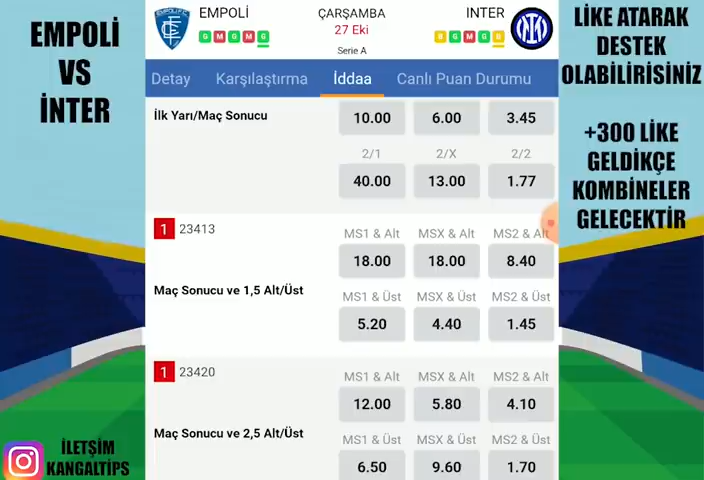 EMPOLİ
VS
İNTER
EMPOLİ
G M G M G
ÇARŞAMBA
27 Eki
Serie A
INTER
B G M G B
Detay Karşılaştırma İddaa Canlı Puan Durumu
İlk Yarı/Maç Sonucu
10.00 6.00 3.45
2/1 2/X 2/2
40.00 13.00 1.77
1 23413
MS1 & Alt MSX & Alt MS2 & Alt
18.00 18.00 8.40
Maç Sonucu ve 1,5 Alt/Üst
MS1 & Üst MSX & Üst MS2 & Üst
5.20 4.40 1.45
1 23420
MS1 & Alt MSX & Alt MS2 & Alt
12.00 5.80 4.10
Maç Sonucu ve 2,5 Alt/Üst
MS1 & Üst MSX & Üst MS2 & Üst
6.50 9.60 1.70
LİKE ATARAK
DESTEK
OLABİLİRİSİNİZ
+300 LİKE
GELDİKÇE
KOMBİNELER
GELECEKTİR
İLETŞİM
KANGALTİPS